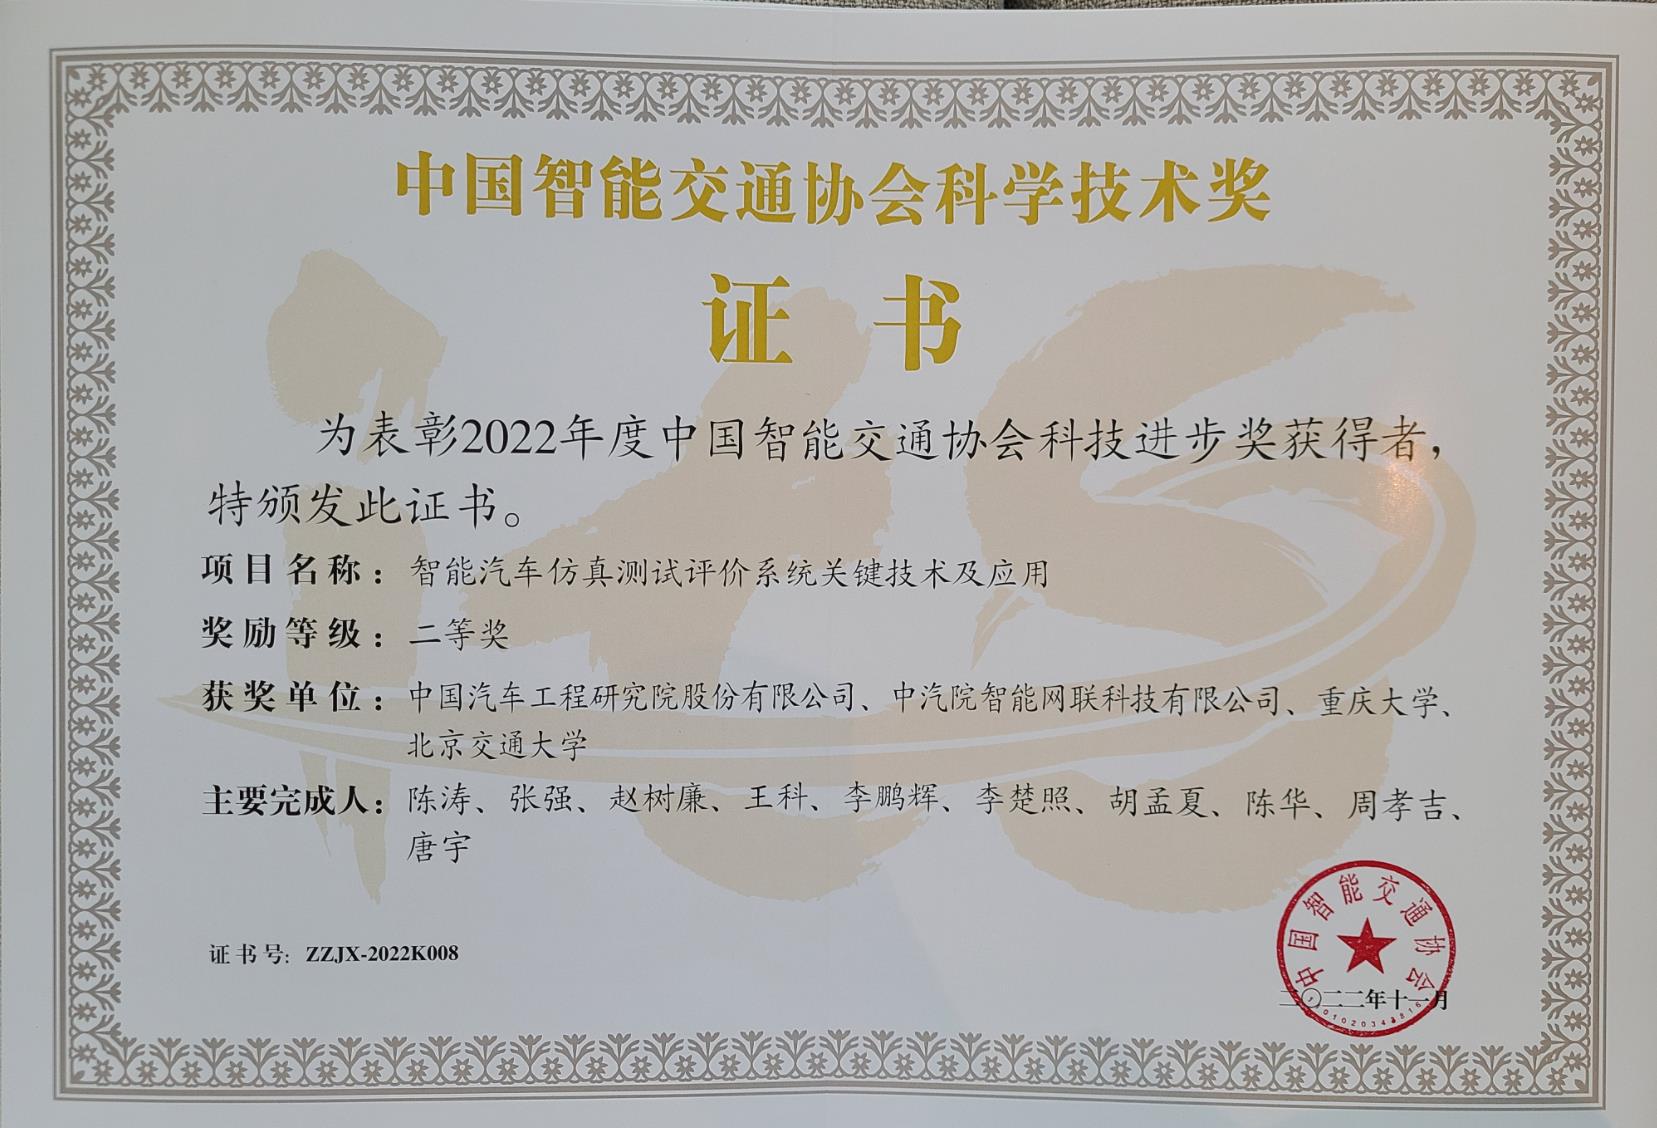 中国智能交通协会科学技术奖
证 书
为表彰2022年度中国智能交通协会科技进步奖获得者，
特颁发此证书。
项目名称：智能汽车仿真测试评价系统关键技术及应用
奖励等级：二等奖
获奖单位：中国汽车工程研究院股份有限公司、中汽院智能网联科技有限公司、重庆大学、
北京交通大学
主要完成人：陈涛、张强、赵树廉、王科、李鹏辉、李楚照、胡孟夏、陈华、周孝吉、
唐宇
证书号：ZZJX-2022K008
中国智能交通协会
二〇二二年十一月